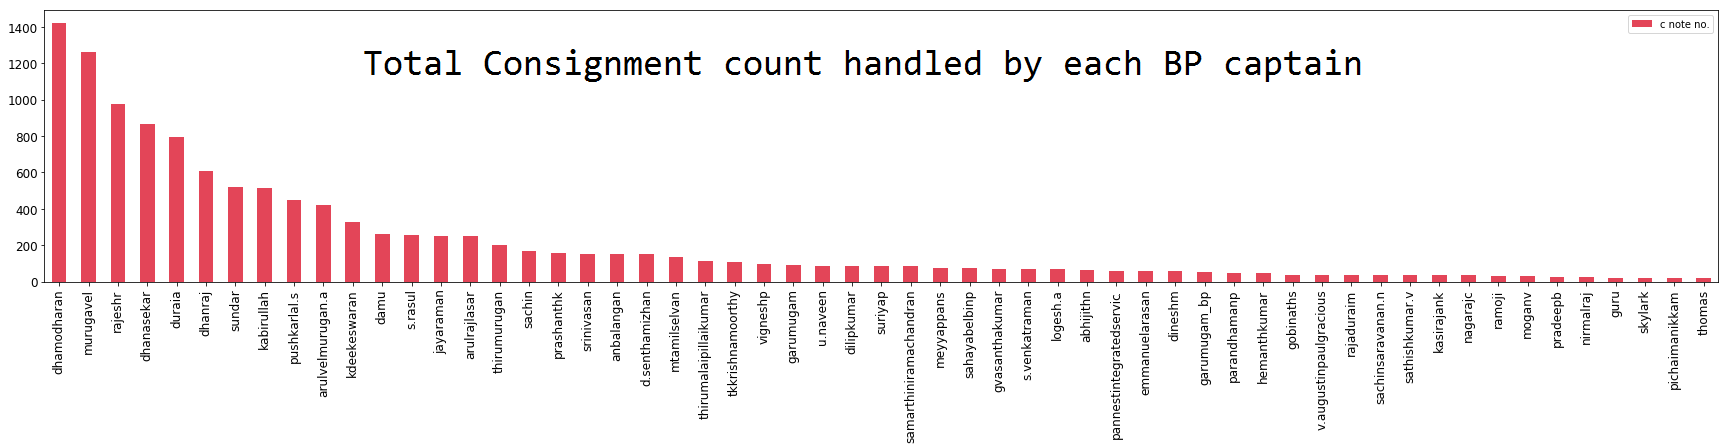 Total Consignment count handled by each BP captain
c note no.
1400
1200
1000
800
600
400
200
0
dhamodharan
murugavel
rajeshr
dhanasekar
duraia
dhanraj
sundar
kabirullah
pushkarlal.s
arulvelmurugan.a
kdeekeswaran
damu
s.rasul
jayaraman
arulrajlasar
thirumurugan
sachin
prashanthk
srinivasan
anbalangan
d.senthamizhan
mtamilselvan
thirumalaipillaikumar
tkkrishnamoorthy
vigneshp
garumugam
u.naveen
dilipkumar
suriyap
samarthiniramachandran
meyyappans
sahayabelbinp
gvasanthakumar
s.venkatraman
logesh.a
abhijithn
pannestintegratedservic
emmanuelarasan
dineshm
garumugam_bp
parandhamanp
hemanthkumar
gobinaths
v.augustinpaulgracious
rajaduraim
sachinsaravanan.n
sathishkumar.v
kasirajank
nagarajc
ramoji
moganv
pradeepb
nirmalraj
guru
skylark
pichaimanikkam
thomas